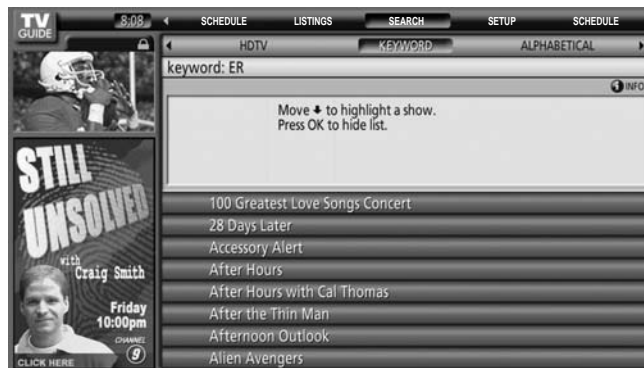 TV
GUIDE
8:08
SCHEDULE LISTINGS SEARCH SETUP SCHEDULE
HDTV KEYWORD ALPHABETICAL
keyword: ER
i INFO
Move to highlight a show.
Press OK to hide list.
STILL
UNSOLVED
with
Craig Smith
Friday
10:00pm
CHANNEL
9
CLICK HERE
100 Greatest Love Songs Concert
28 Days Later
Accessory Alert
After Hours
After Hours with Cal Thomas
After the Thin Man
Afternoon Outlook
Alien Avengers